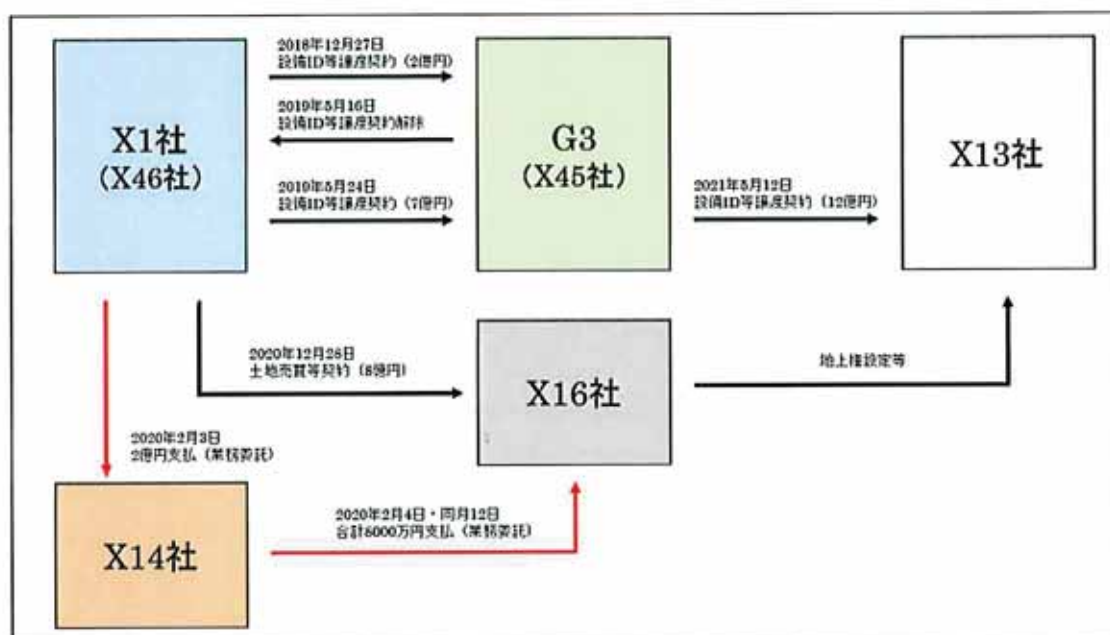 X1社
(X46社)
2018年12月27日
設備ID等譲渡契約（2億円）
2019年5月16日
設備ID等譲渡契約解除
2019年5月24日
設備ID等譲渡契約（7億円）
G3
(X45社)
2021年5月12日
設備ID等譲渡契約（12億円）
X13社
2020年12月28日
土地売買等契約（8億円）
X16社
地上権設定等
2020年2月3日
2億円支払（業務委託）
X14社
2020年2月4日・同月12日
合計8000万円支払（業務委託）